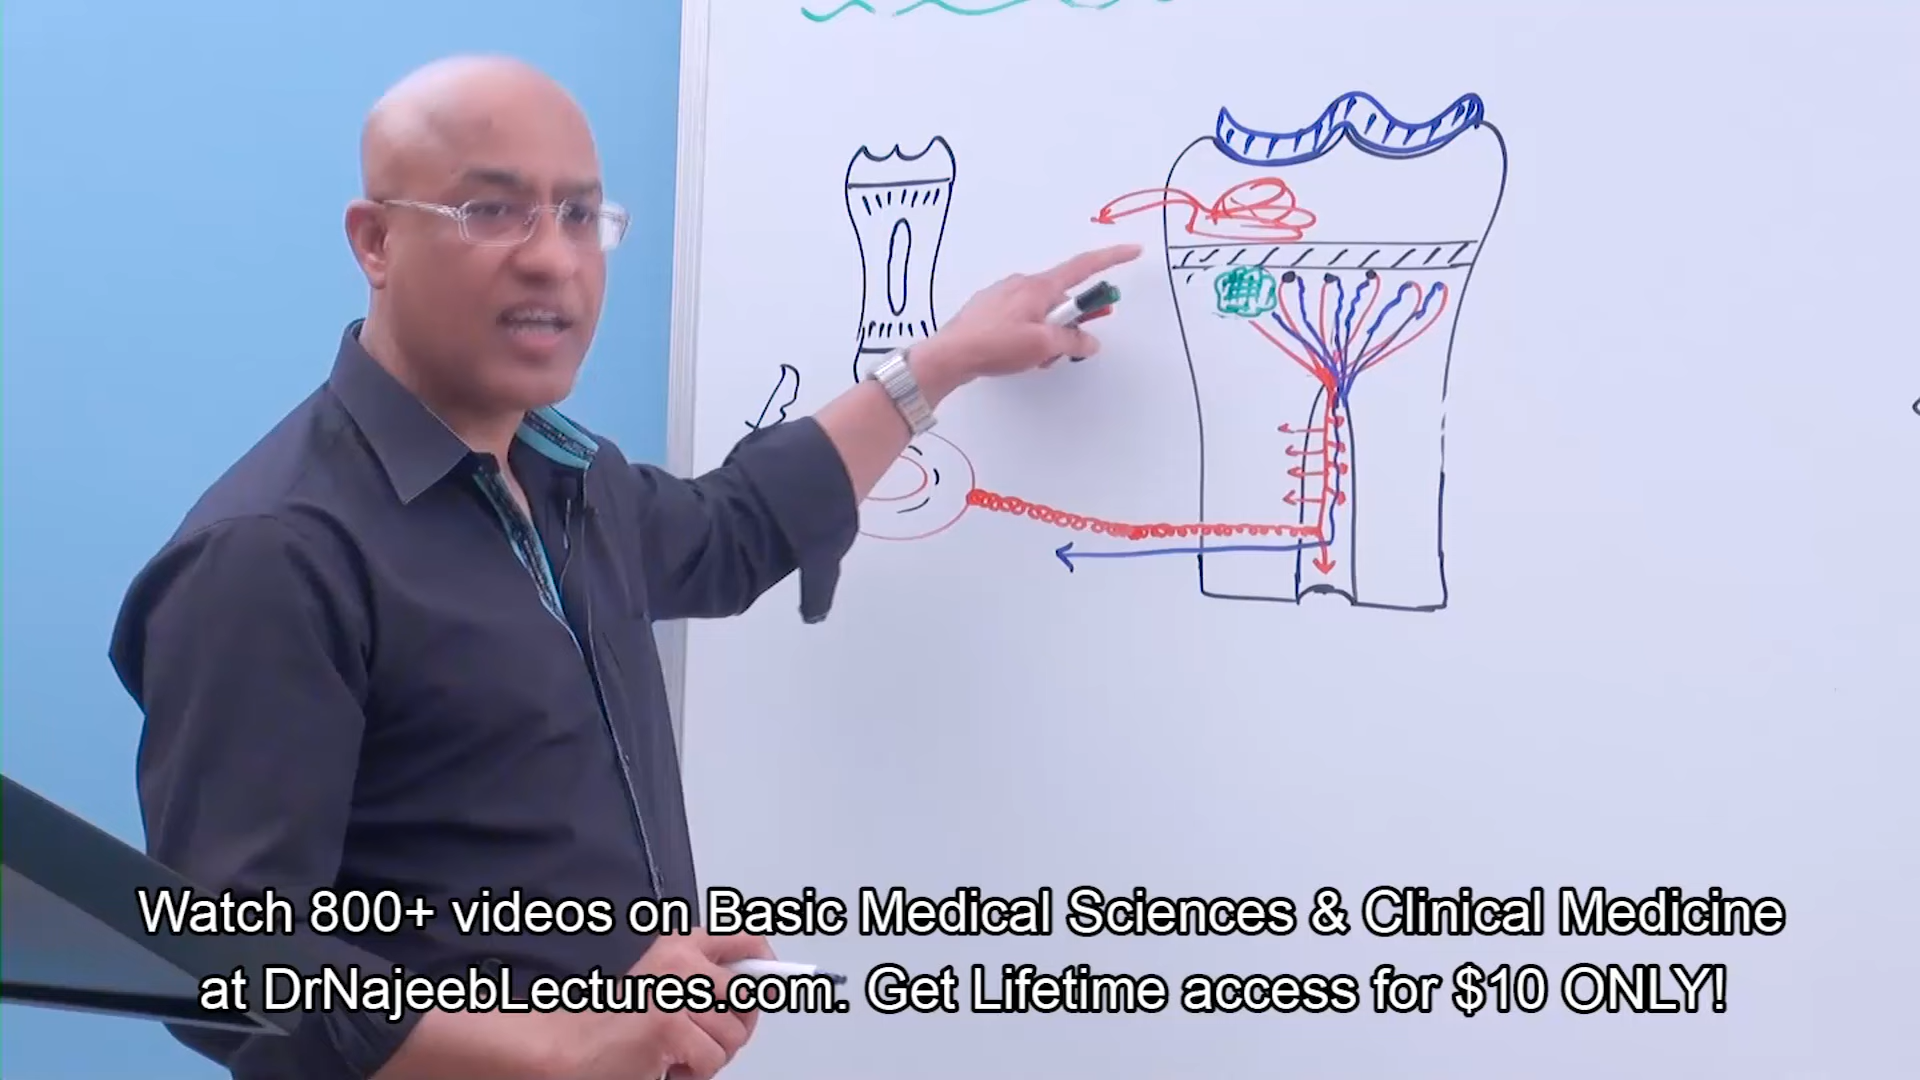 Watch 800+ videos on Basic Medical Sciences & Clinical Medicine
at DrNajeebLectures.com. Get Lifetime access for $10 ONLY!